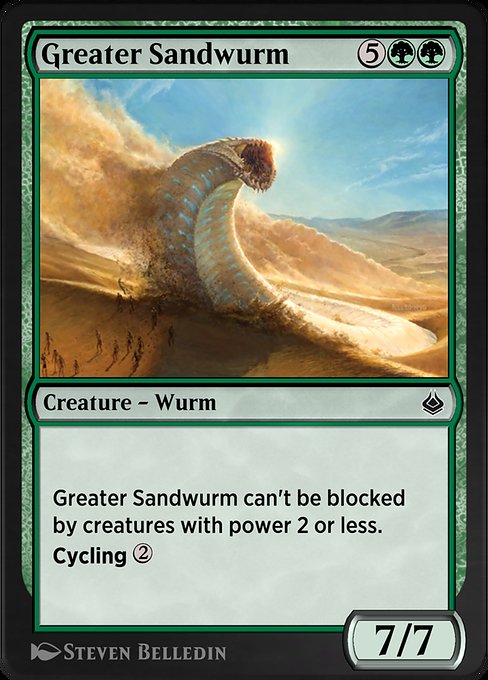 Greater Sandwurm 5
Creature – Wurm
Greater Sandwurm can't be blocked
by creatures with power 2 or less.
Cycling 2
7/7
Steven Belledin